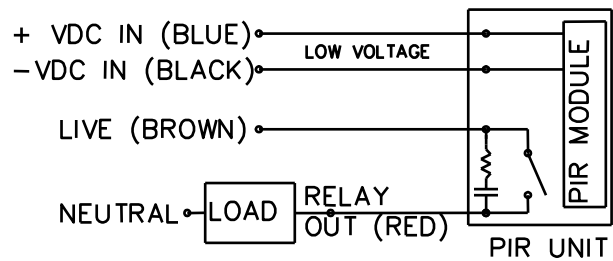 + VDC IN (BLUE)
LOW VOLTAGE
-VDC IN (BLACK)
PIR MODULE
LIVE (BROWN)
NEUTRAL
LOAD
RELAY
OUT (RED)
PIR UNIT